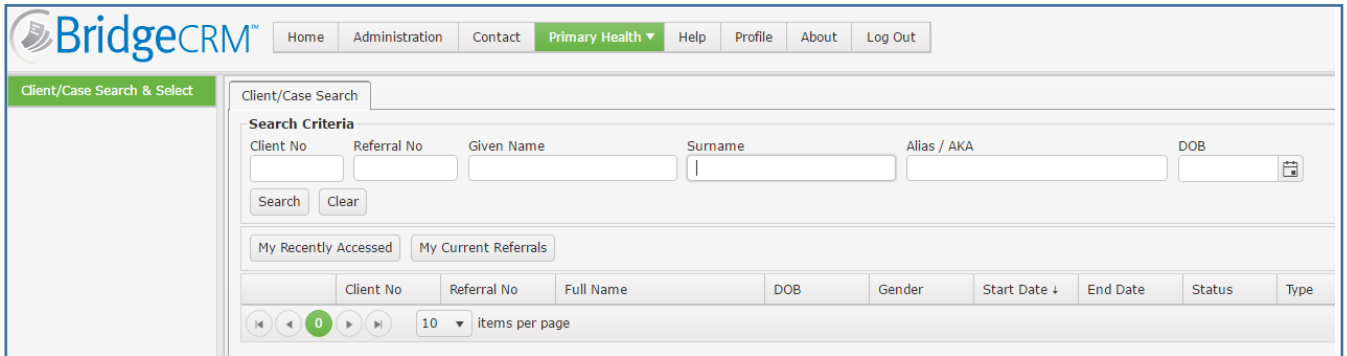 BridgeCRM™
Home Administration Contact Primary Health ▼ Help Profile About Log Out
Client/Case Search & Select
Client/Case Search
Search Criteria
Client No Referral No Given Name Surname Alias / AKA DOB
Search Clear
My Recently Accessed My Current Referrals
Client No Referral No Full Name DOB Gender Start Date ↓ End Date Status Type
0 10 ▼ items per page